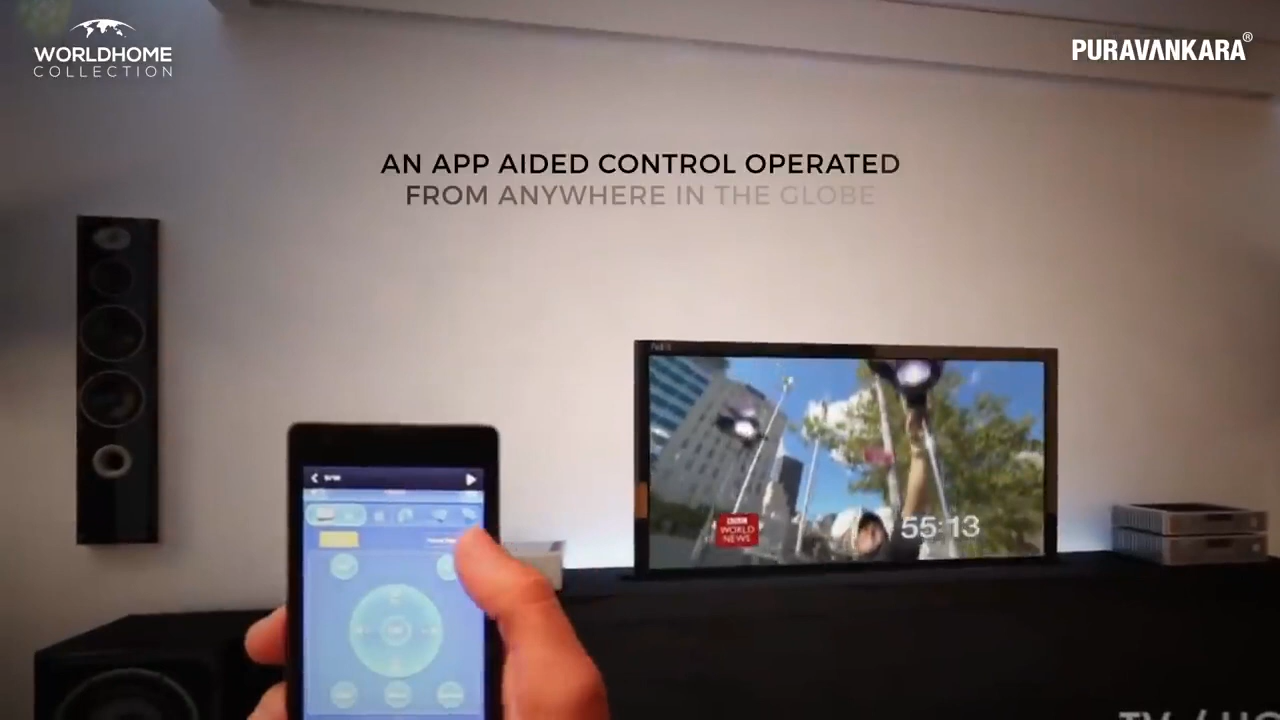 WORLDHOME
COLLECTION
PURAVANKARA®
AN APP AIDED CONTROL OPERATED
FROM ANYWHERE IN THE GLOBE
BBC
WORLD
NEWS
55:13